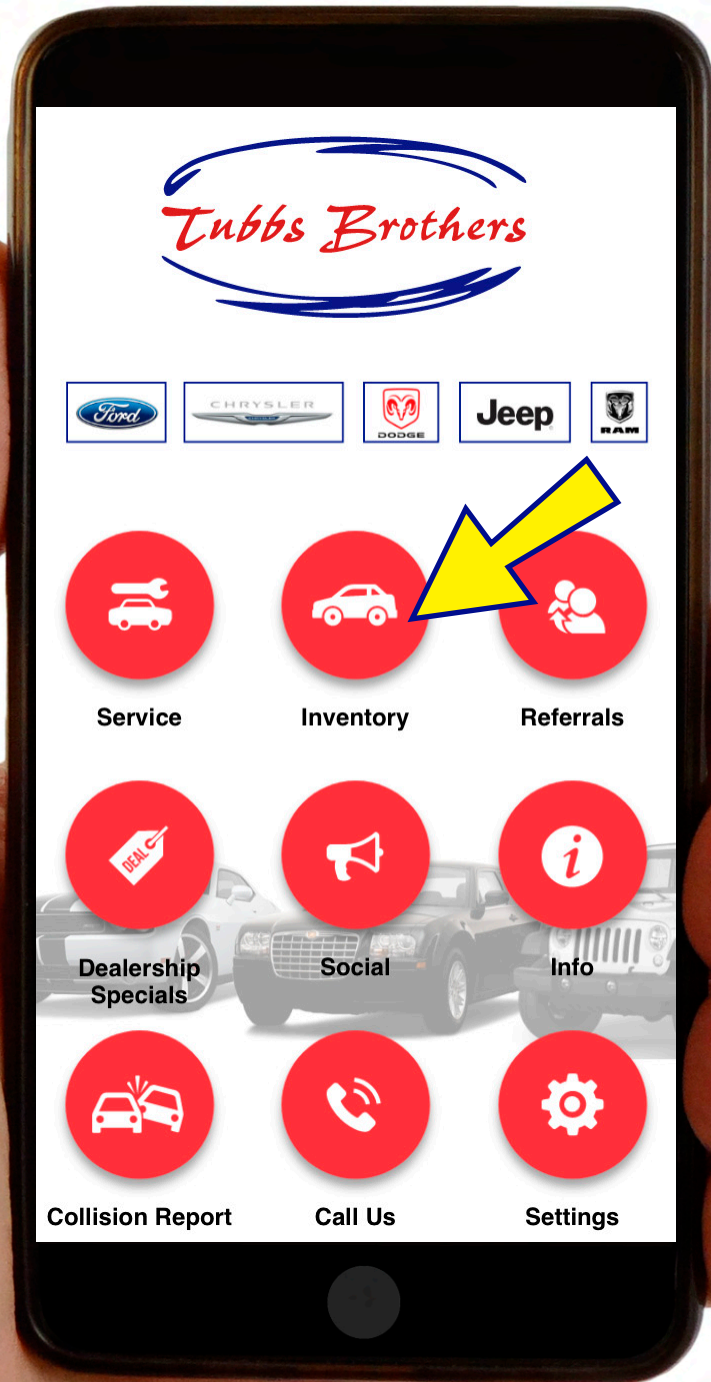 Tubbs Brothers
Ford
CHRYSLER
DODGE
Jeep
RAM
Service
Inventory
Referrals
DEAL
i
Dealership
Specials
Social
Info
Collision Report
Call Us
Settings